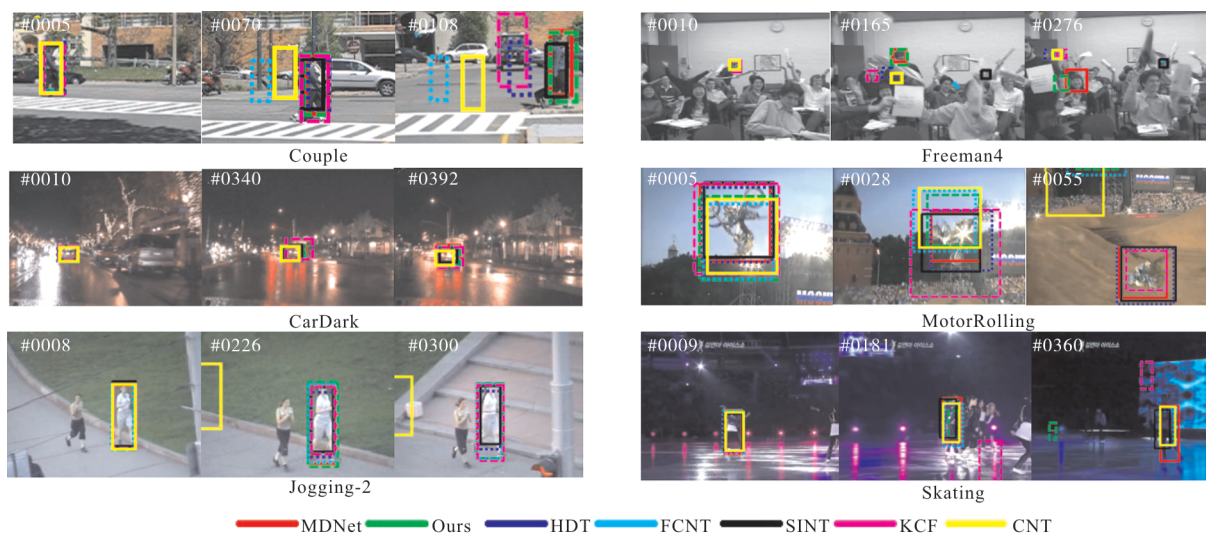 #0005 #0070 #0108
Couple
#0010 #0165 #0276
Freeman4
#0010 #0340 #0392
CarDark
#0005 #0028 #0055
MotorRolling
#0008 #0226 #0300
Jogging-2
#0009 #0181 #0360
Skating
MDNet Ours HDT FCNT SINT KCF CNT